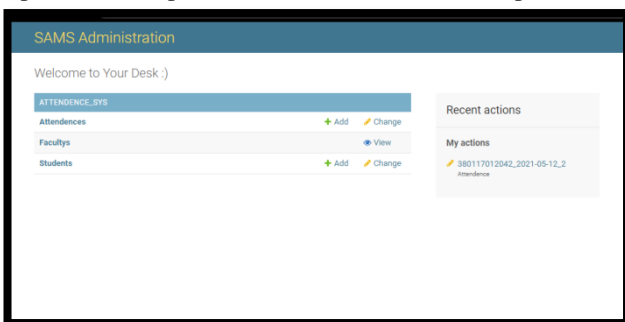 SAMS Administration
Welcome to Your Desk :)
ATTENDENCE_SYS
Attendences + Add Change
Facultys View
Students + Add Change
Recent actions
My actions
380117012042_2021-05-12_2
Attendence